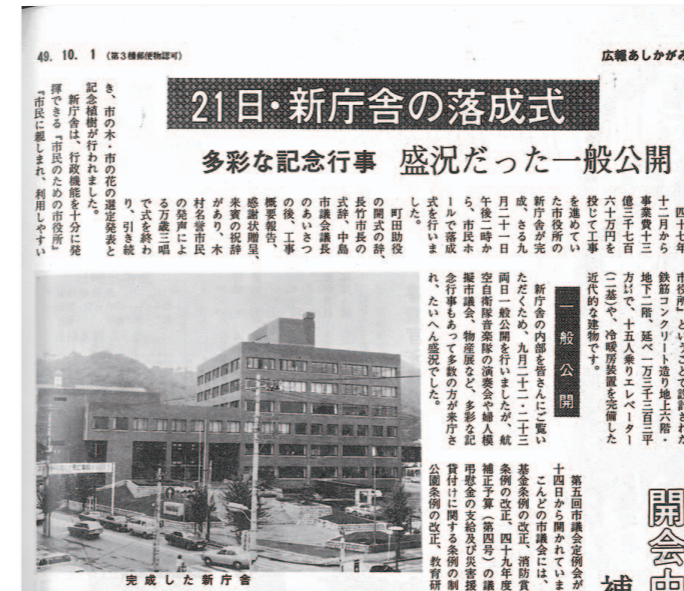 49. 10. 1 (第3種郵便物認可)
広報あしかがみ
21日・新庁舎の落成式
多彩な記念行事 盛況だった一般公開
四十七年
十二月から
事業費十三
億三千七百
六十万円を
投じて工事
を進めてい
た市役所の
新庁舎が完
成、さる九
月二十一日
午後二時か
ら、市民ホ
ールで落成
式を行いま
した。
町田助役
の開式の辞、
長竹市長の
式辞、中島
市議会議長
のあいさつ
の後、工事
概要報告、
感謝状贈呈、
来賓の祝辞
があり、木
村名誉市民
の発声によ
る万歳三唱
で式を終わ
り、引き続
き、市の木・市の花の選定発表と
記念植樹が行われました。
新庁舎は、行政機能を十分に発
揮できる『市民のための市役所』
『市民に親しまれ、利用しやすい
市役所』ということで設計された
鉄筋コンクリート造り地上六階・
地下二階、延べ一万三千三百三平
方㍍で、十五人乗りエレベーター
(二基)や、冷暖房装置を完備した
近代的な建物です。
一般公開
新庁舎の内部を皆さんにご覧い
ただくため、九月二十二・二十三
両日一般公開を行いましたが、航
空自衛隊音楽隊の演奏会や婦人模
擬市議会、物産展など、多彩な記
念行事もあって多数の方が来庁さ
れ、たいへん盛況でした。
完成した新庁舎
開会中
補
第五回市議会定例会が
十四日から開かれていま
こんどの市議会には、
基金条例の改正、消防賞
条例の改正、四十九年度
補正予算(第四号)の議
弔慰金の支給及び災害援
貸付けに関する条例の制
公園条例の改正、教育研